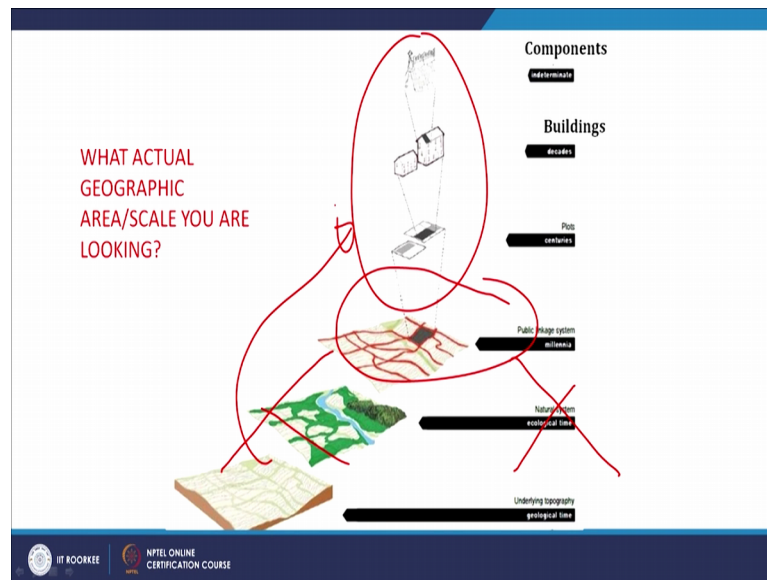 Components
indeterminate
Buildings
decades
WHAT ACTUAL
GEOGRAPHIC
AREA/SCALE YOU ARE
LOOKING?
Plots
centuries
Public linkage system
millennia
Natural system
ecological time
Underlying topography
geological time
IIT ROORKEE
NPTEL ONLINE
CERTIFICATION COURSE